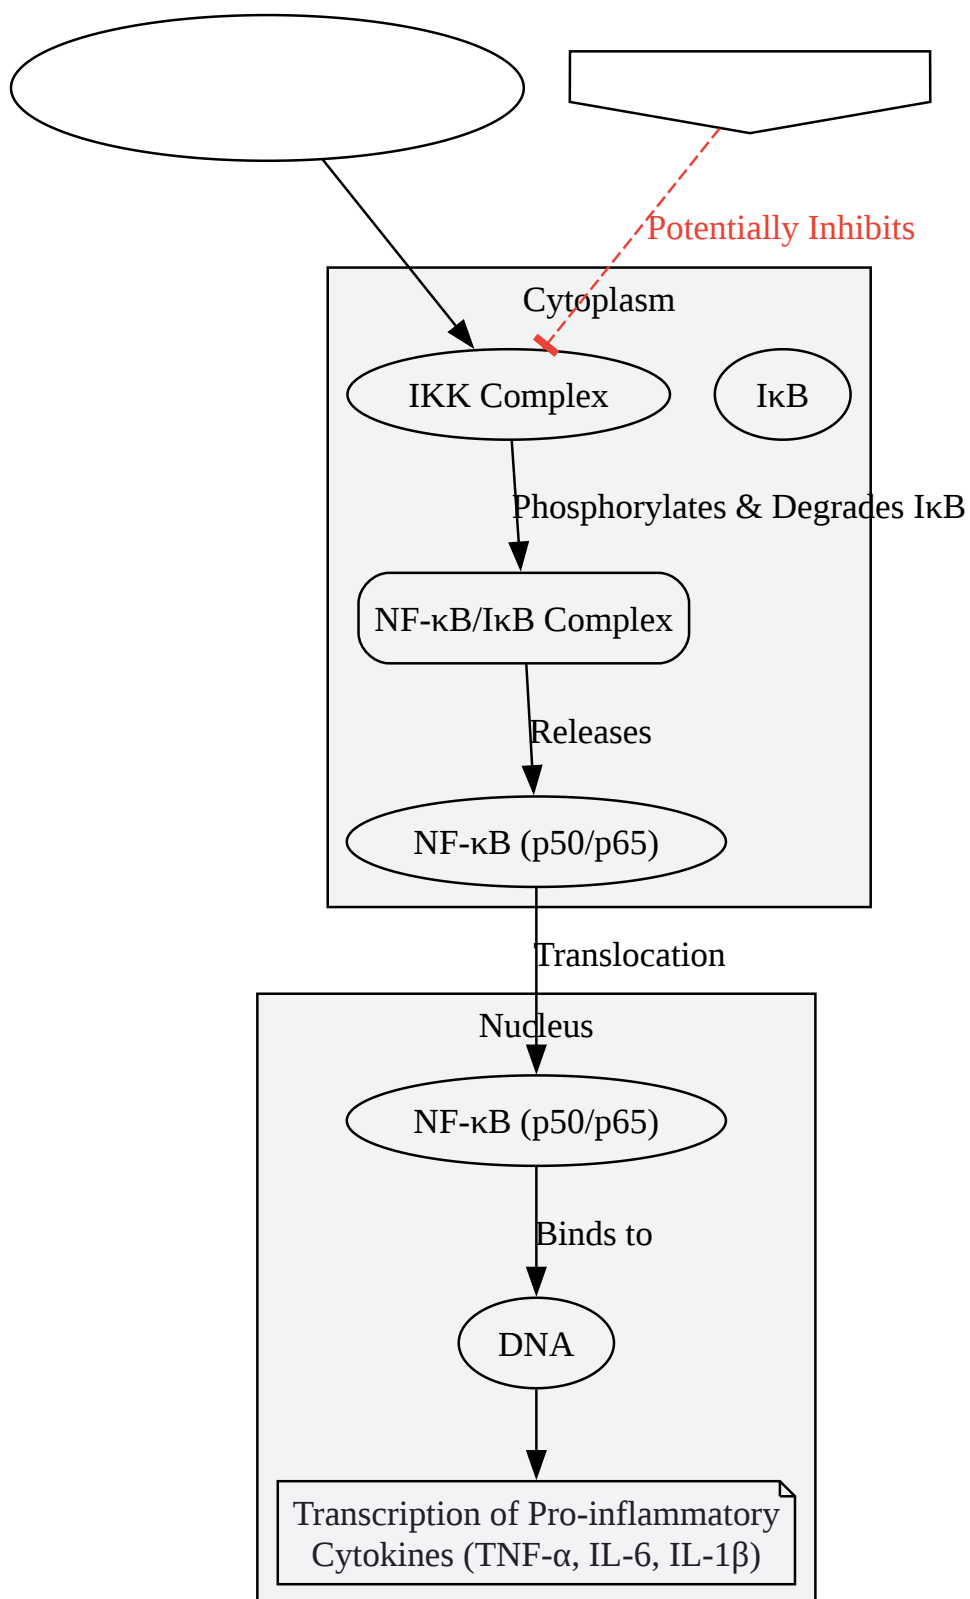 Potentially Inhibits
Cytoplasm
IKK Complex
IκB
Phosphorylates & Degrades IκB
NF-κB/IκB Complex
Releases
NF-κB (p50/p65)
Translocation
Nucleus
NF-κB (p50/p65)
Binds to
DNA
Transcription of Pro-inflammatory
Cytokines (TNF-α, IL-6, IL-1β)